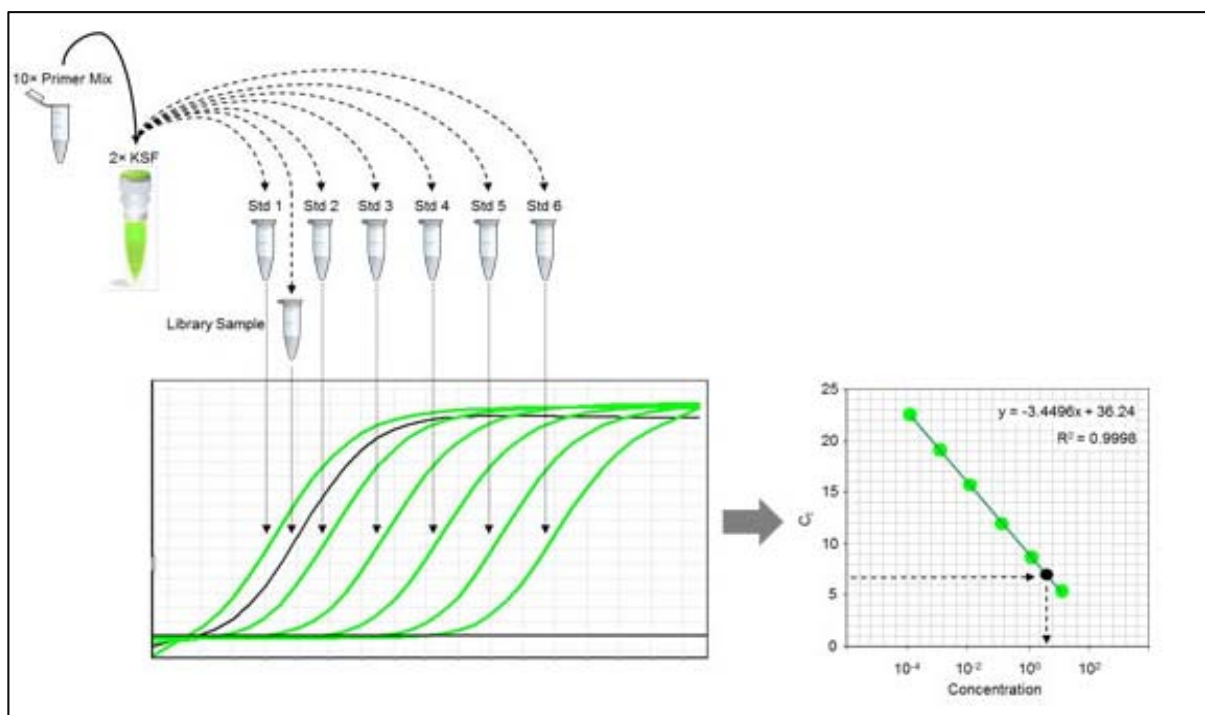 10× Primer Mix
2× KSF
Std 1 Std 2 Std 3 Std 4 Std 5 Std 6
Library Sample
25
20
15
10
5
0
Cₜ
y = -3.4496x + 36.24
R² = 0.9998
10⁻⁴ 10⁻² 10⁰ 10²
Concentration